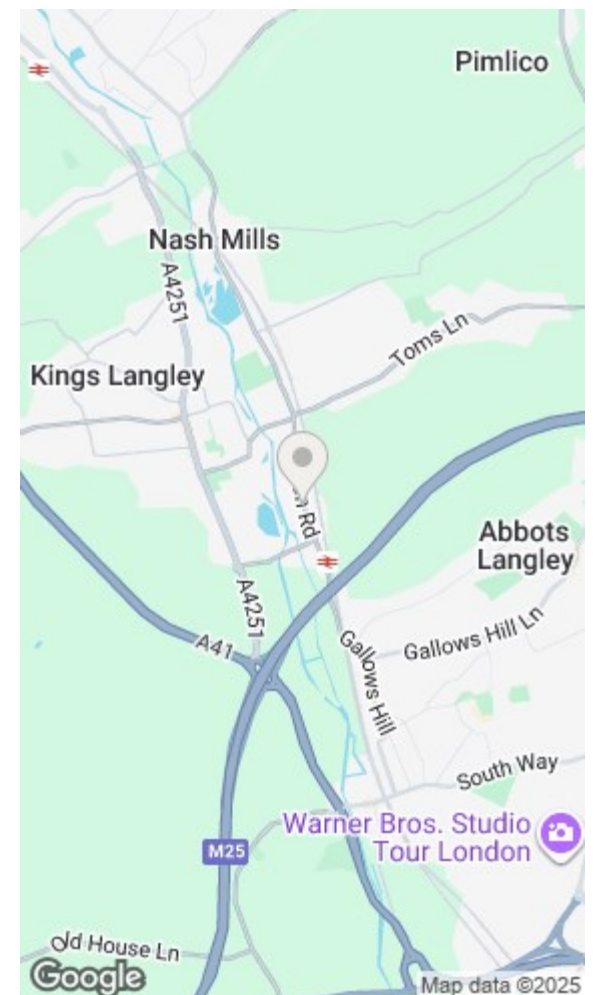 Pimlico
Nash Mills
A4251
Toms Ln
Kings Langley
Rd
Abbots
Langley
A4251
A41
Gallows Hill Ln
Gallows Hill
South Way
Warner Bros. Studio
Tour London
M25
Old House Ln
Google
Map data ©2025